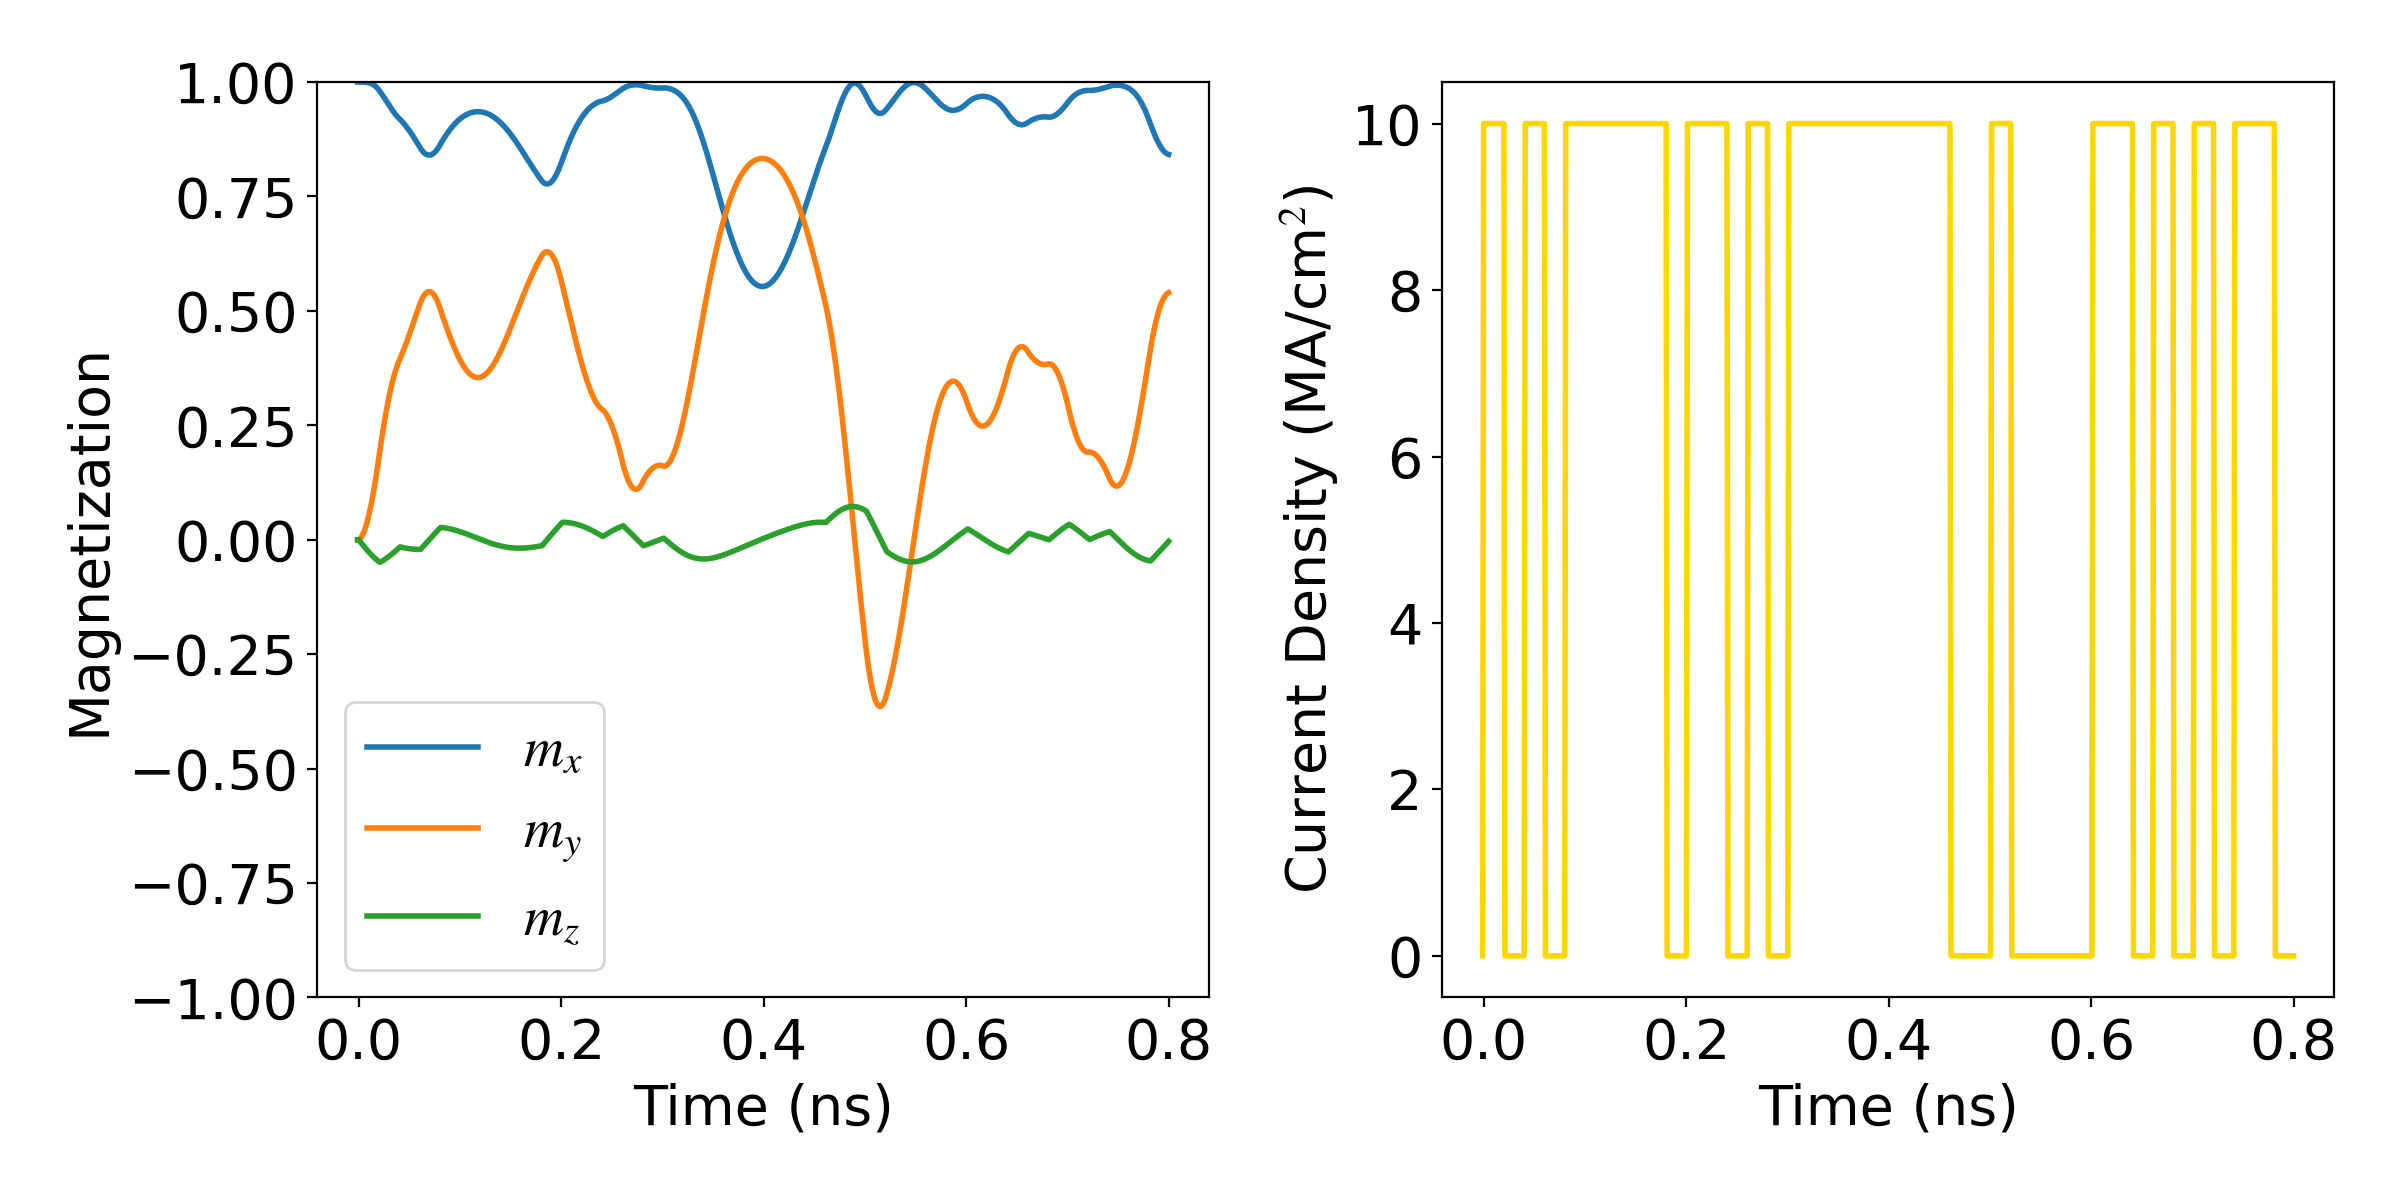 1.00
0.75
0.50
0.25
0.00
−0.25
−0.50
−0.75
−1.00
Magnetization
0.0 0.2 0.4 0.6 0.8
Time (ns)
m_x
m_y
m_z
10
8
6
4
2
0
Current Density (MA/cm²)
0.0 0.2 0.4 0.6 0.8
Time (ns)